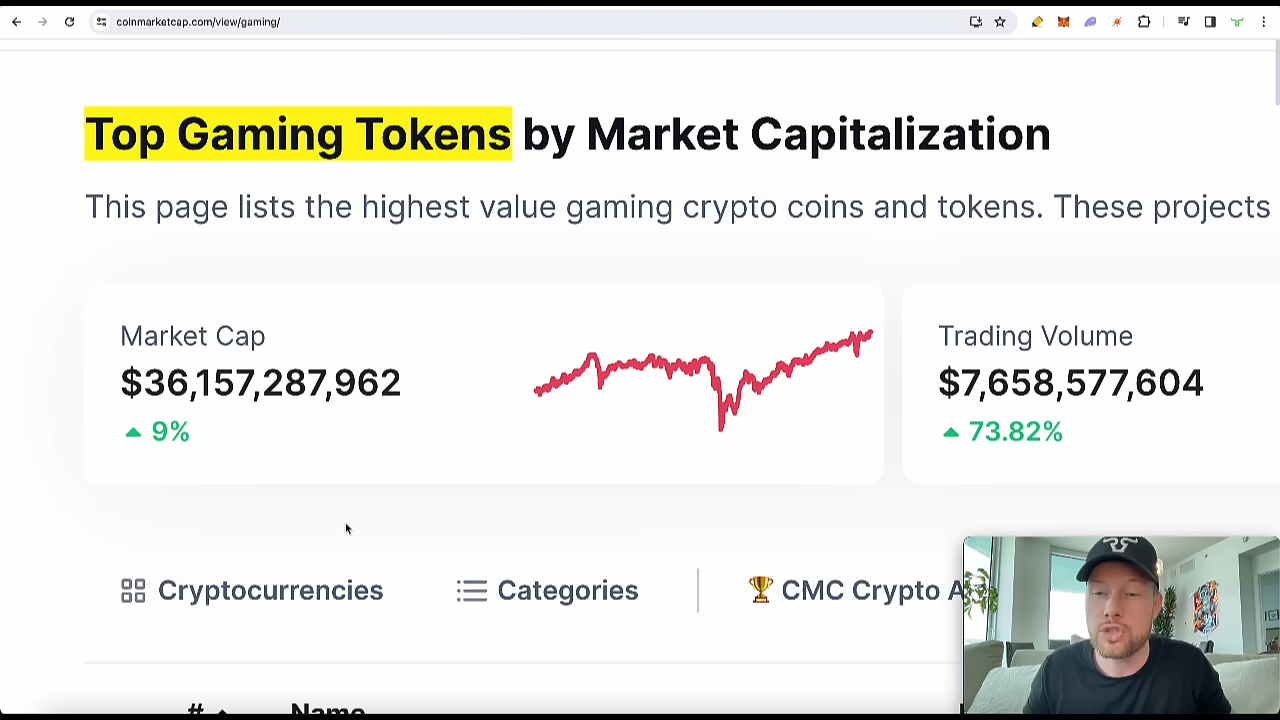 coinmarketcap.com/view/gaming/
Top Gaming Tokens by Market Capitalization
This page lists the highest value gaming crypto coins and tokens. These projects
Market Cap
$36,157,287,962
9%
Trading Volume
$7,658,577,604
73.82%
Cryptocurrencies
Categories
CMC Crypto A
# Name